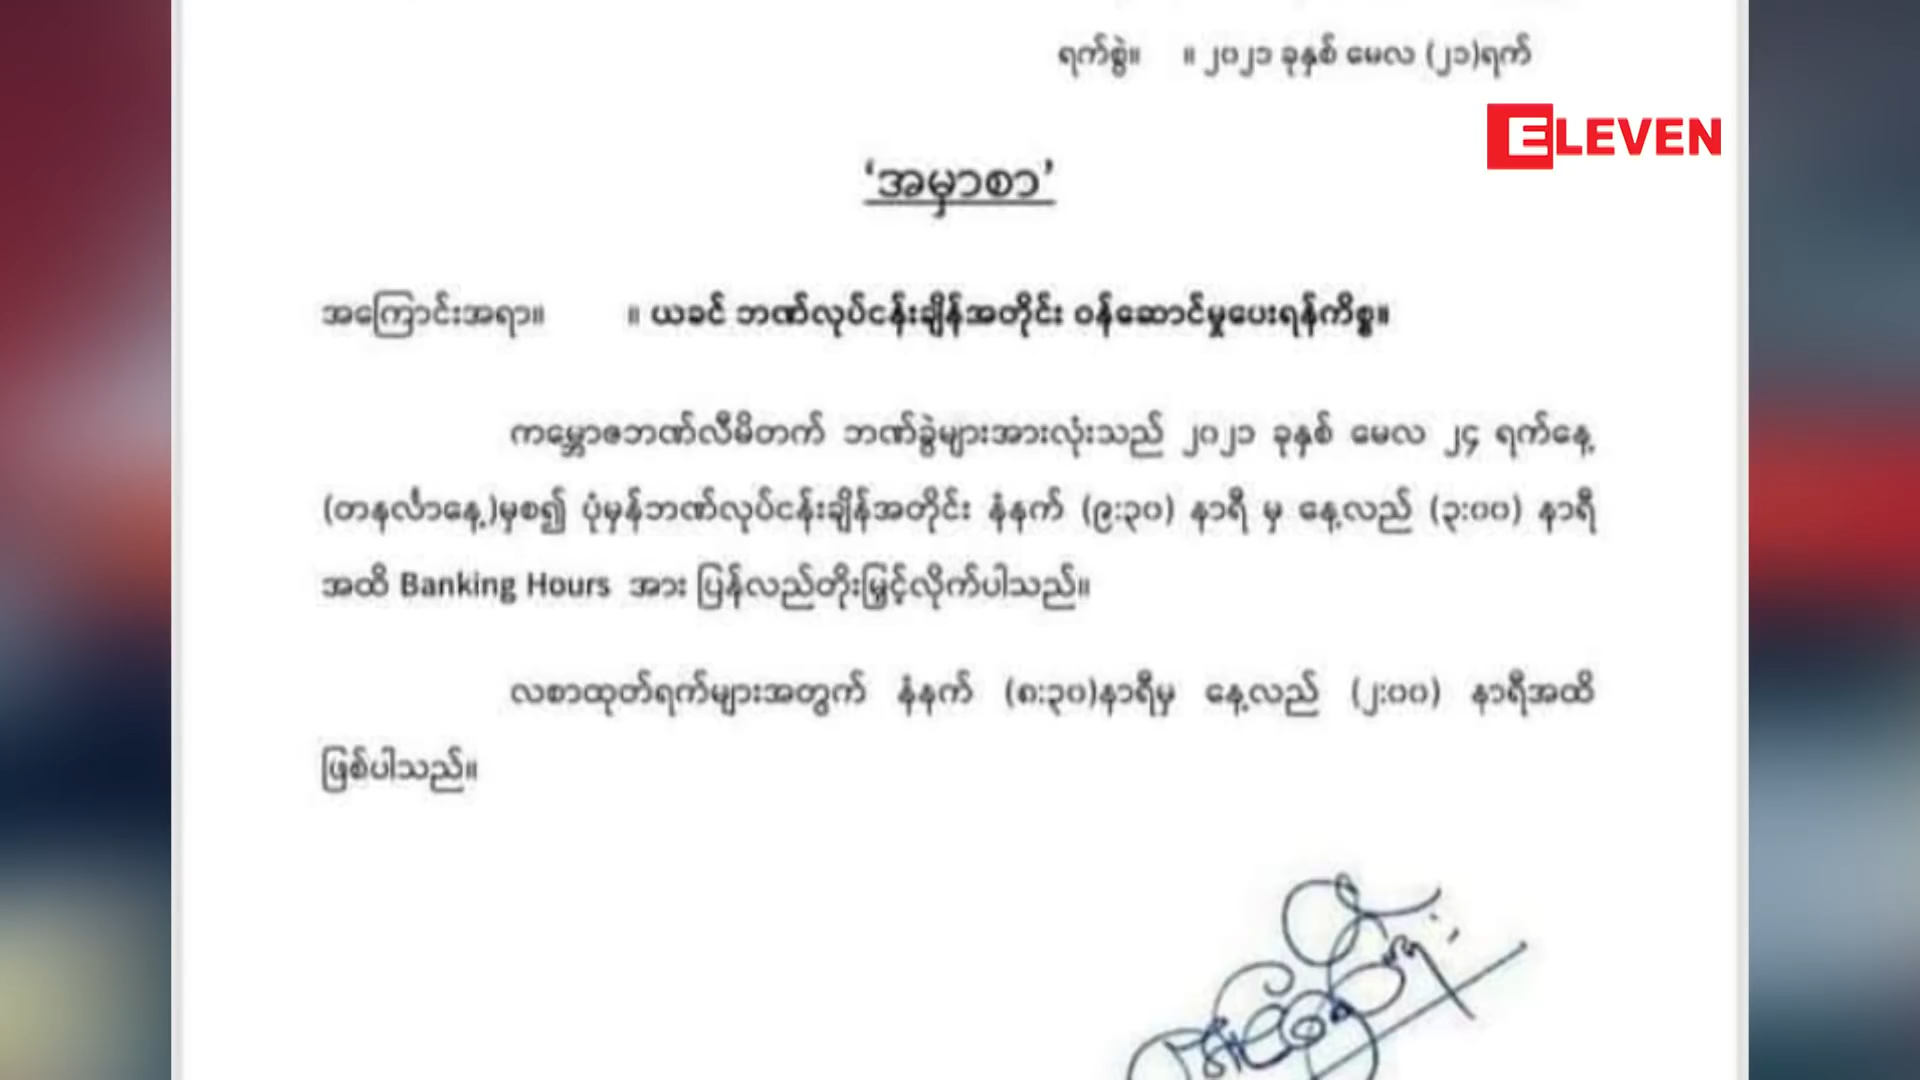 ရက်စွဲ။ ။ ၂၀၂၁ ခုနှစ် မေလ (၂၁)ရက်
ELEVEN
‘အမှာစာ’
အကြောင်းအရာ။ ။ ယခင် ဘဏ်လုပ်ငန်းချိန်အတိုင်း ဝန်ဆောင်မှုပေးရန်ကိစ္စ။
ကမ္ဘောဇဘဏ်လီမိတက် ဘဏ်ခွဲများအားလုံးသည် ၂၀၂၁ ခုနှစ် မေလ ၂၄ ရက်နေ့
(တနင်္လာနေ့)မှစ၍ ပုံမှန်ဘဏ်လုပ်ငန်းချိန်အတိုင်း နံနက် (၉:၃၀) နာရီ မှ နေ့လည် (၃:၀၀) နာရီ
အထိ Banking Hours အား ပြန်လည်တိုးမြှင့်လိုက်ပါသည်။
လစာထုတ်ရက်များအတွက် နံနက် (၈:၃၀)နာရီမှ နေ့လည် (၂:၀၀) နာရီအထိ
ဖြစ်ပါသည်။